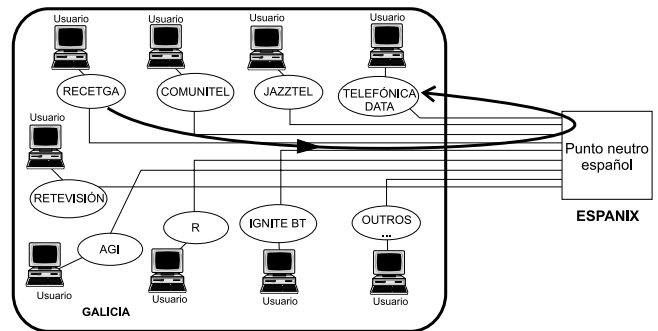 Usuario
Usuario
Usuario
Usuario
RECETGA
COMUNITEL
JAZZTEL
TELEFÓNICA
DATA
Usuario
Punto neutro
español
RETEVISIÓN
ESPANIX
AGI
R
IGNITE BT
OUTROS
...
Usuario
Usuario
Usuario
Usuario
GALICIA